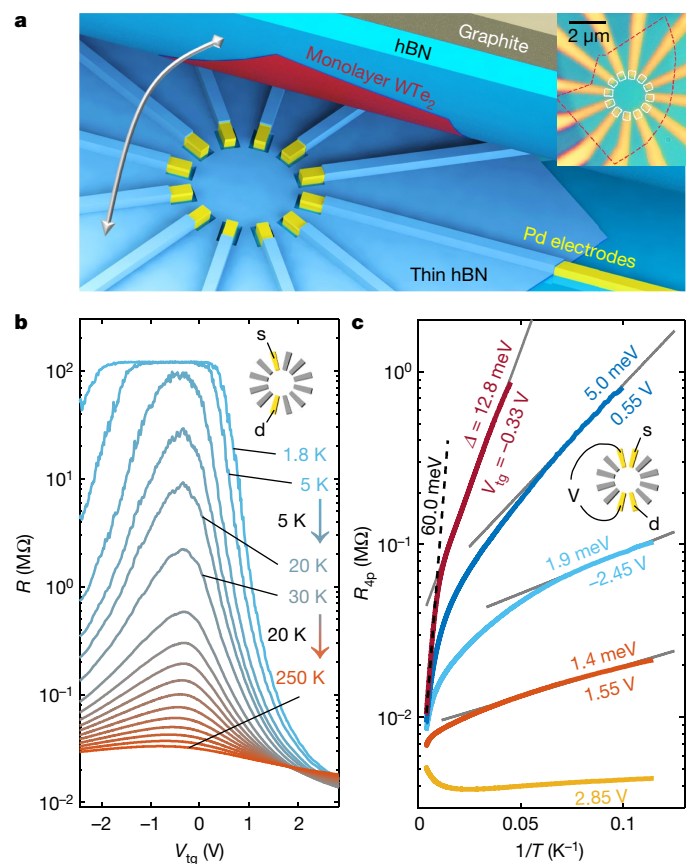 a
Graphite
hBN
Monolayer WTe₂
2 μm
Pd electrodes
Thin hBN
b
s
d
1.8 K
5 K
5 K
20 K
30 K
20 K
250 K
10²
10¹
10⁰
10⁻¹
10⁻²
R (MΩ)
−2
−1
0
1
2
V_tg (V)
c
Δ = 12.8 meV
V_tg = −0.33 V
60.0 meV
5.0 meV
0.55 V
s
V
d
1.9 meV
−2.45 V
1.4 meV
1.55 V
2.85 V
10⁰
10⁻¹
10⁻²
R₄ₚ (MΩ)
0
0.05
0.1
1/T (K⁻¹)